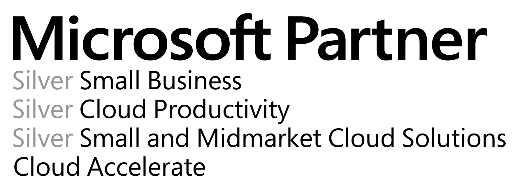 Microsoft Partner
Silver Small Business
Silver Cloud Productivity
Silver Small and Midmarket Cloud Solutions
Cloud Accelerate